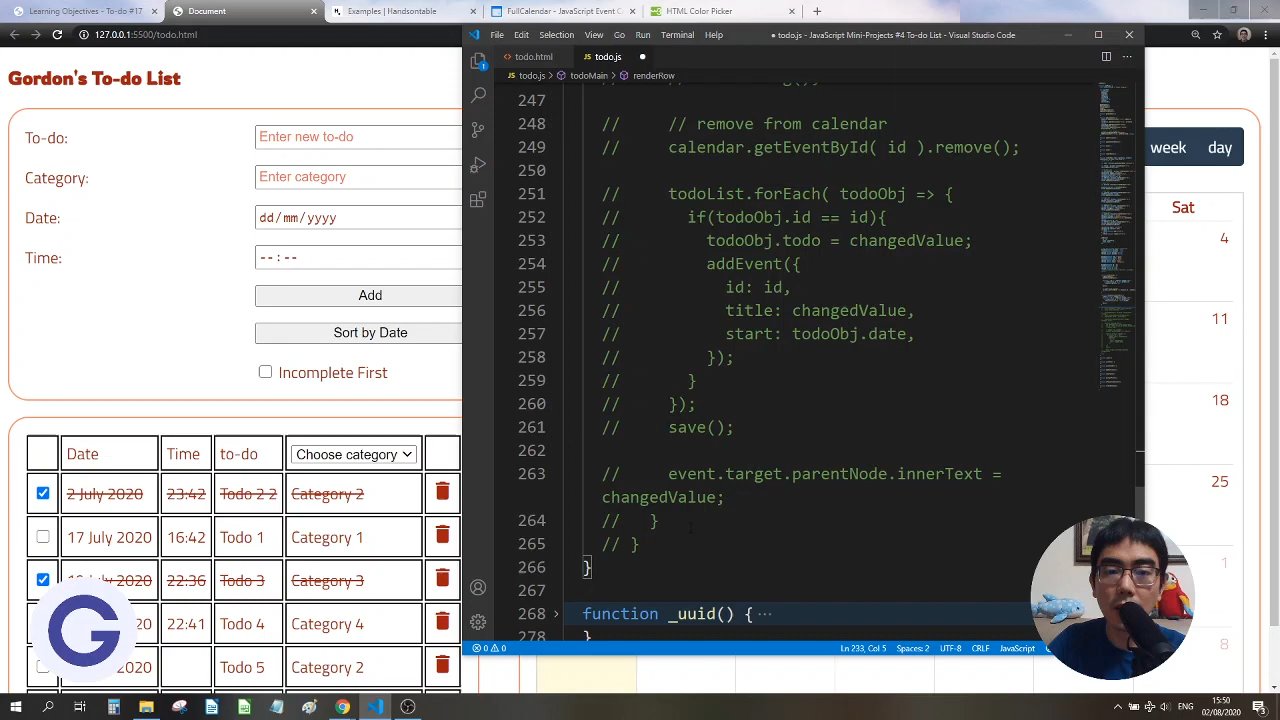 Learning Objectives - Todo #17
Document
Examples | Handsontable
FullCalendar - JavaScript Event C
HTML Color Picker
127.0.0.1:5500/todo.html
File Edit Selection View Go Run Terminal Help
● todo.js - JavaScript Mini-Projects #4 To-do List - Visual Studio Code
todo.html
todo.js
JS todo.js > todoMain > renderRow
Gordon's To-do List
To-do:
Enter new to do
Category:
Date:
dd/mm/yyyy
Time:
--:--
Add
Sort by Date
Incomplete First
Date Time to-do Choose category
2 July 2020 23:42 Todo 2 2 Category 2
17 July 2020 16:42 Todo 1 Category 1
22:36 Todo 3 Category 3
22:41 Todo 4 Category 4
2020 Todo 5 Category 2
247
248 remove from calendar
249 calendar.getEventById( id ).remove();
250
251 todoList.forEach( todoObj => {
252 if(todoObj.id == id){
253 todoObj.todo = changedValue;
254 // addEvent({
255 // id: id,
256 // title: changedValue,
257 // start: todoObj.date,
258 // });
259 // }
260 // });
261 // save();
262
263 // event.target.parentNode.innerText =
changedValue;
264 // }
265 // }
266 }
267
268 function _uuid() { ···
278 }
week day
Sat
4
11
18
25
1
8
0 0
Ln 233, Col 5 Spaces: 2 UTF-8 CRLF JavaScript
G
15:50
02/08/2020